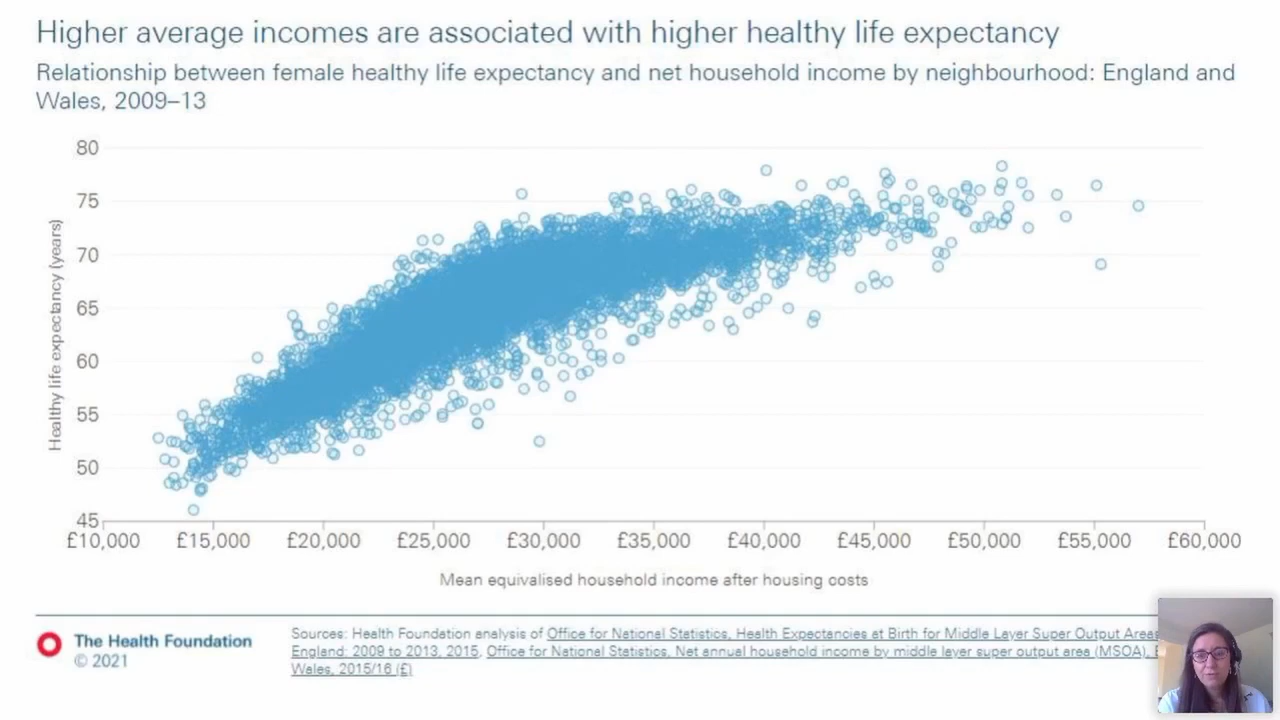 Higher average incomes are associated with higher healthy life expectancy
Relationship between female healthy life expectancy and net household income by neighbourhood: England and
Wales, 2009–13
80
75
70
65
60
55
50
45
Healthy life expectancy (years)
£10,000 £15,000 £20,000 £25,000 £30,000 £35,000 £40,000 £45,000 £50,000 £55,000 £60,000
Mean equivalised household income after housing costs
The Health Foundation
© 2021
Sources: Health Foundation analysis of Office for National Statistics, Health Expectancies at Birth for Middle Layer Super Output Areas
England: 2009 to 2013, 2015, Office for National Statistics, Net annual household income by middle layer super output area (MSOA),
Wales, 2015/16 (£)